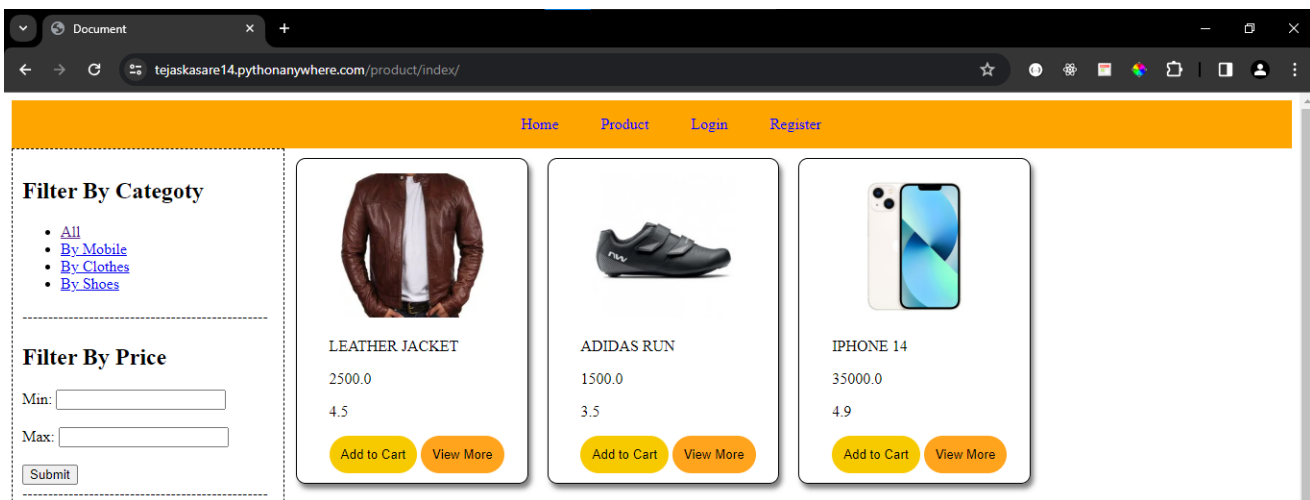 Document
tejaskasare14.pythonanywhere.com/product/index/
Home Product Login Register
Filter By Categoty
All
By Mobile
By Clothes
By Shoes
Filter By Price
Min:
Max:
Submit
nw
LEATHER JACKET
2500.0
4.5
Add to Cart View More
ADIDAS RUN
1500.0
3.5
Add to Cart View More
IPHONE 14
35000.0
4.9
Add to Cart View More